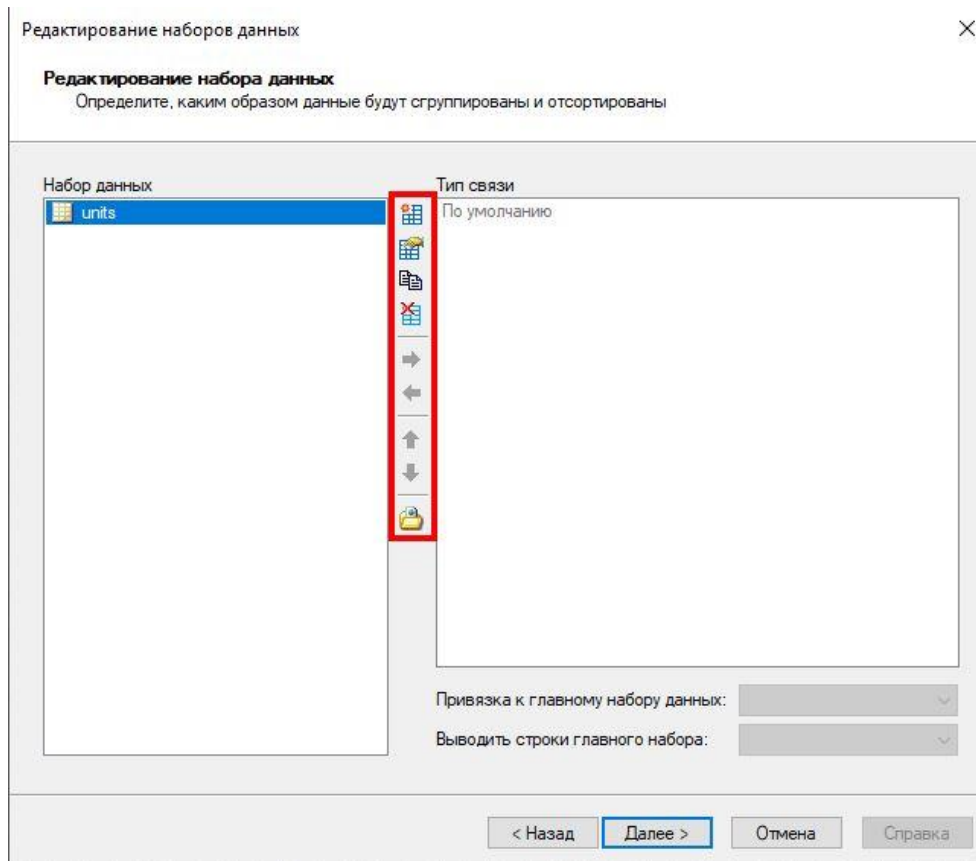 Редактирование наборов данных
Редактирование набора данных
Определите, каким образом данные будут сгруппированы и отсортированы
Набор данных
units
Тип связи
По умолчанию
Привязка к главному набору данных:
Выводить строки главного набора:
< Назад
Далее >
Отмена
Справка